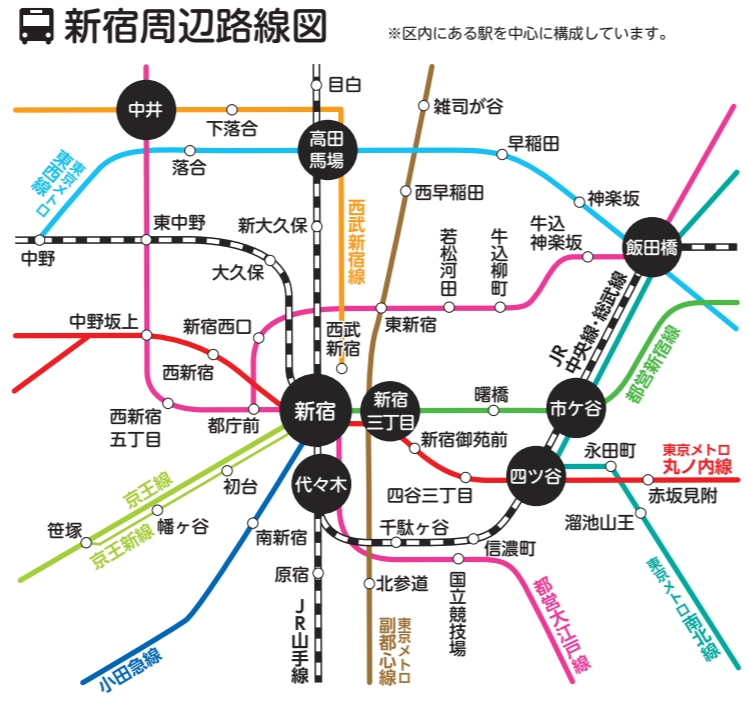 新宿周辺路線図
※区内にある駅を中心に構成しています。
目白
中井
下落合
雑司が谷
高田
馬場
早稲田
落合
東京メトロ
東西線
西早稲田
神楽坂
西武新宿線
新大久保
東中野
中野
大久保
若松河田
牛込柳町
牛込
神楽坂
飯田橋
JR
中央線・総武線
中野坂上
新宿西口
西武
新宿
東新宿
都営新宿線
西新宿
西新宿
五丁目
都庁前
新宿
新宿
三丁目
曙橋
市ケ谷
新宿御苑前
永田町
東京メトロ
丸ノ内線
京王線
初台
代々木
四谷三丁目
四ツ谷
赤坂見附
笹塚
幡ヶ谷
京王新線
南新宿
千駄ヶ谷
信濃町
溜池山王
原宿
北参道
国立競技場
都営大江戸線
東京メトロ南北線
JR山手線
東京メトロ
副都心線
小田急線